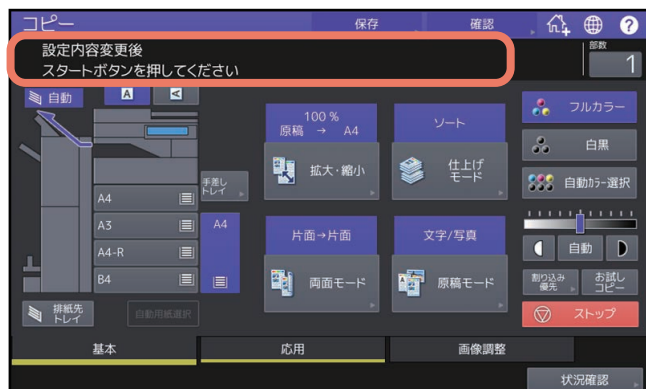 コピー
保存
確認
設定内容変更後
スタートボタンを押してください
部数
1
自動
A
A
A4
A3
A4-R
B4
手差し
トレイ
A4
排紙先
トレイ
自動用紙選択
100 %
原稿 → A4
拡大・縮小
ソート
仕上げ
モード
片面→片面
両面モード
文字/写真
原稿モード
フルカラー
白黒
自動ｶﾗｰ選択
自動
割り込み
優先
お試し
コピー
ストップ
基本
応用
画像調整
状況確認